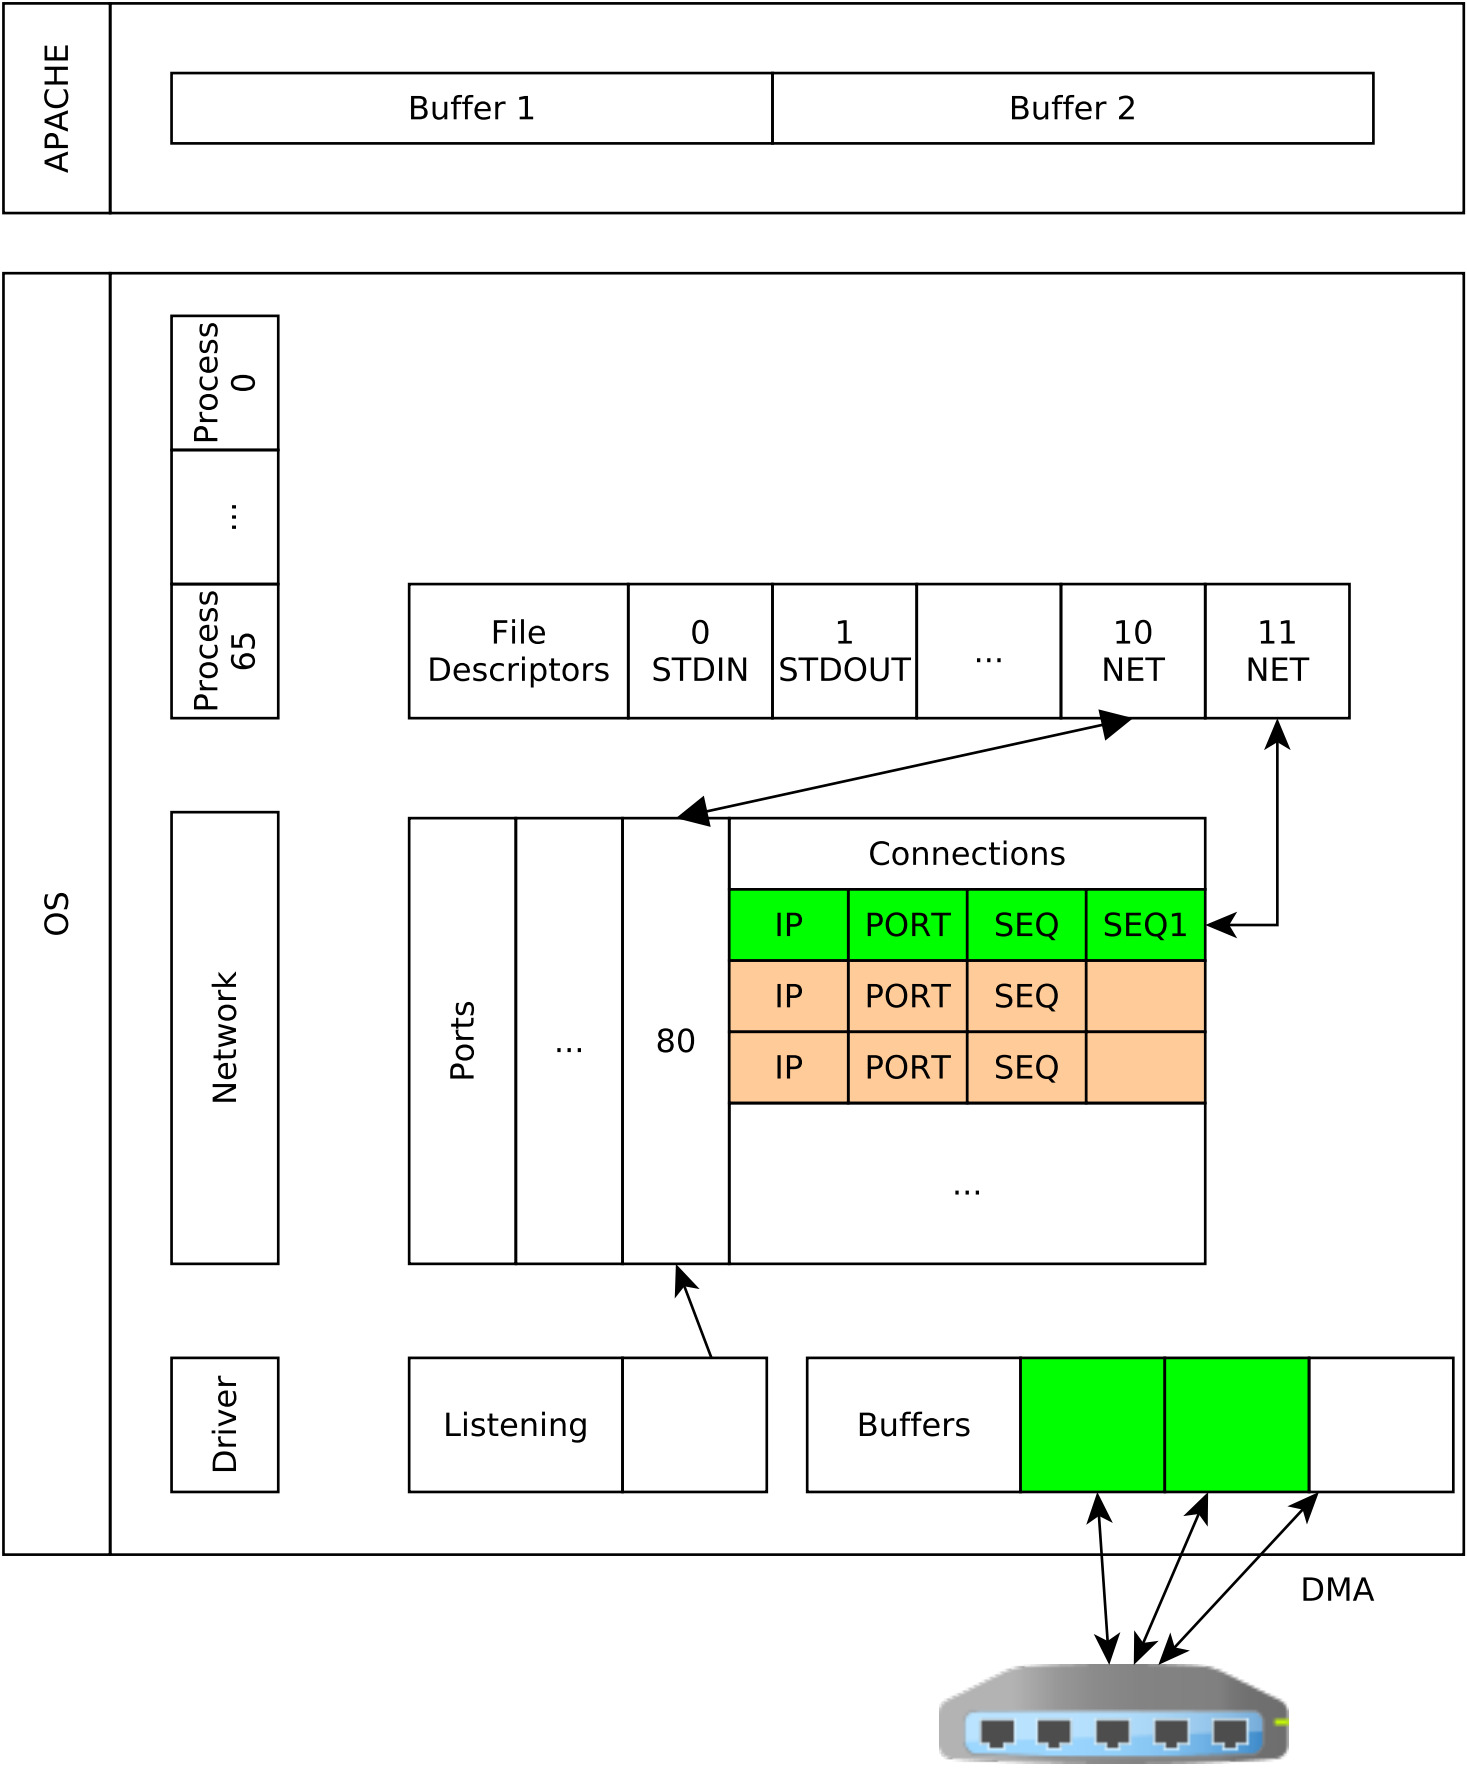 APACHE
Buffer 1
Buffer 2
OS
Process
0
...
Process
65
File
Descriptors
0
STDIN
1
STDOUT
...
10
NET
11
NET
Network
Ports
...
80
Connections
IP PORT SEQ SEQ1
IP PORT SEQ
IP PORT SEQ
...
Driver
Listening
Buffers
DMA